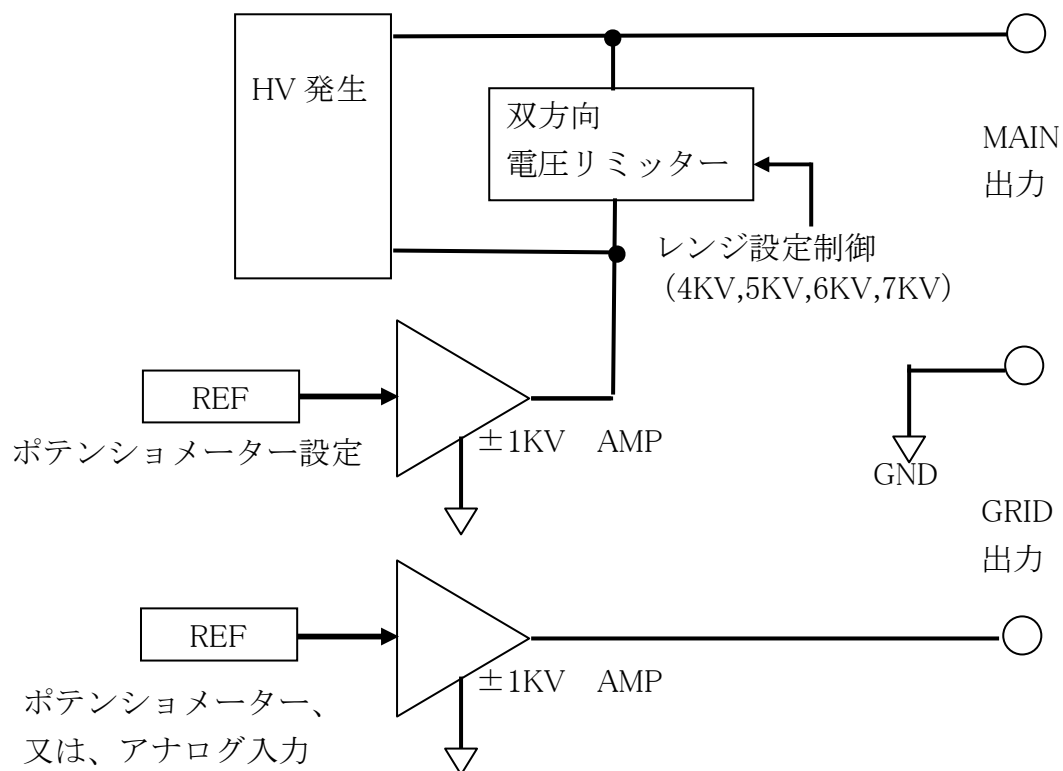 HV 発生
双方向
電圧リミッター
MAIN
出力
レンジ設定制御
（4KV,5KV,6KV,7KV）
REF
ポテンショメーター設定
±1KV AMP
GND
GRID
出力
REF
±1KV AMP
ポテンショメーター、
又は、アナログ入力